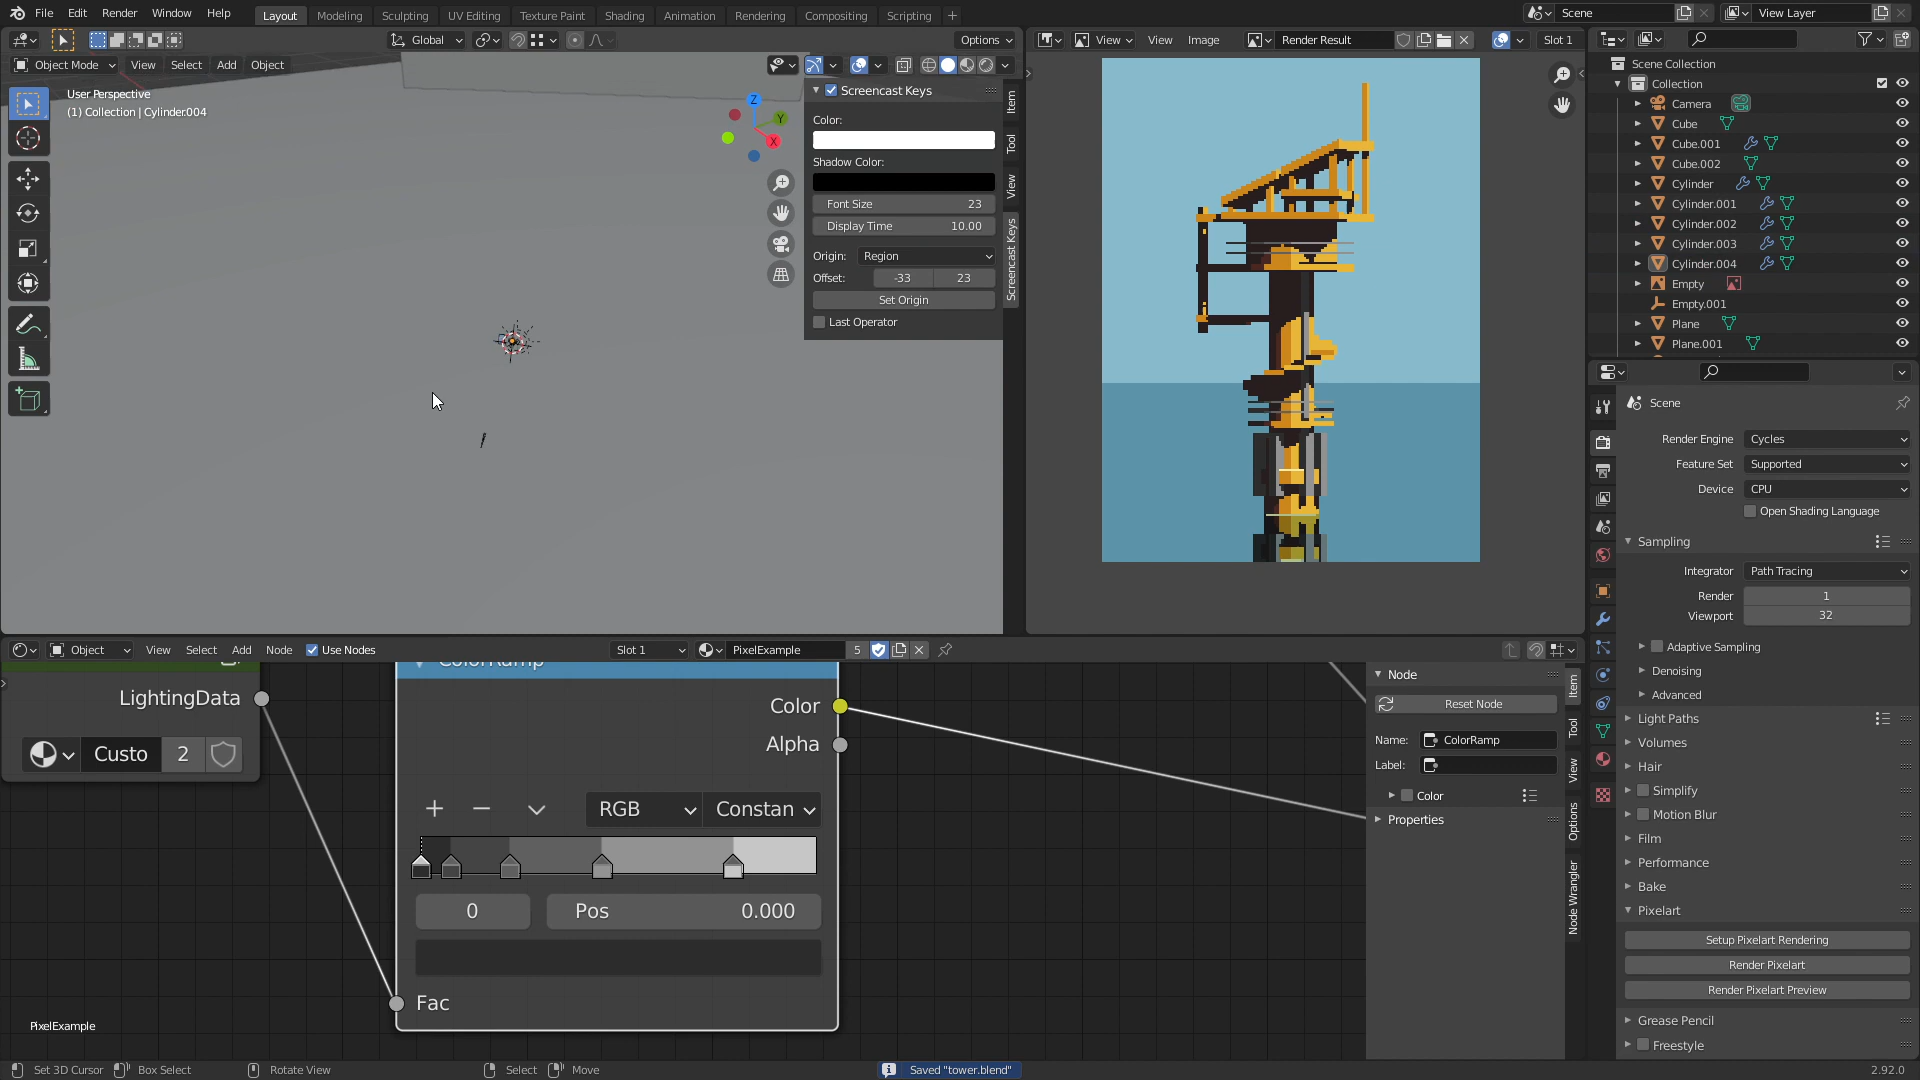 File Edit Render Window Help Layout Modeling Sculpting UV Editing Texture Paint Shading Animation Rendering Compositing Scripting + Scene View Layer
Global Options View View Image Render Result Slot 1
Object Mode View Select Add Object
User Perspective
(1) Collection | Cylinder.004
Z
Y
X
Screencast Keys
Color:
Shadow Color:
Font Size 23
Display Time 10.00
Origin: Region
Offset: -33 23
Set Origin
Last Operator
Item
Tool
View
Screencast Keys
Scene Collection
Collection
Camera
Cube
Cube.001
Cube.002
Cylinder
Cylinder.001
Cylinder.002
Cylinder.003
Cylinder.004
Empty
Empty.001
Plane
Plane.001
Scene
Render Engine Cycles
Feature Set Supported
Device CPU
Open Shading Language
Sampling
Integrator Path Tracing
Render 1
Viewport 32
Adaptive Sampling
Denoising
Advanced
Light Paths
Volumes
Hair
Simplify
Motion Blur
Film
Performance
Bake
Pixelart
Setup Pixelart Rendering
Render Pixelart
Render Pixelart Preview
Grease Pencil
Freestyle
Object View Select Add Node Use Nodes Slot 1 PixelExample 5
LightingData
Custo 2
ColorRamp
Color
Alpha
+ − RGB Constan
0 Pos 0.000
Fac
PixelExample
Node
Reset Node
Name: ColorRamp
Label:
Color
Properties
Item
Tool
View
Options
Node Wrangler
Set 3D Cursor Box Select Rotate View Select Move Saved "tower.blend" 2.92.0